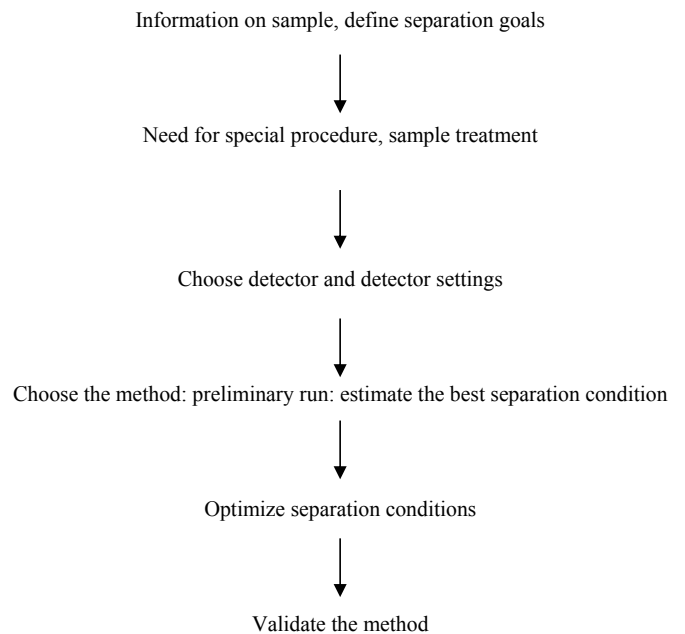 Information on sample, define separation goals
Need for special procedure, sample treatment
Choose detector and detector settings
Choose the method: preliminary run: estimate the best separation condition
Optimize separation conditions
Validate the method